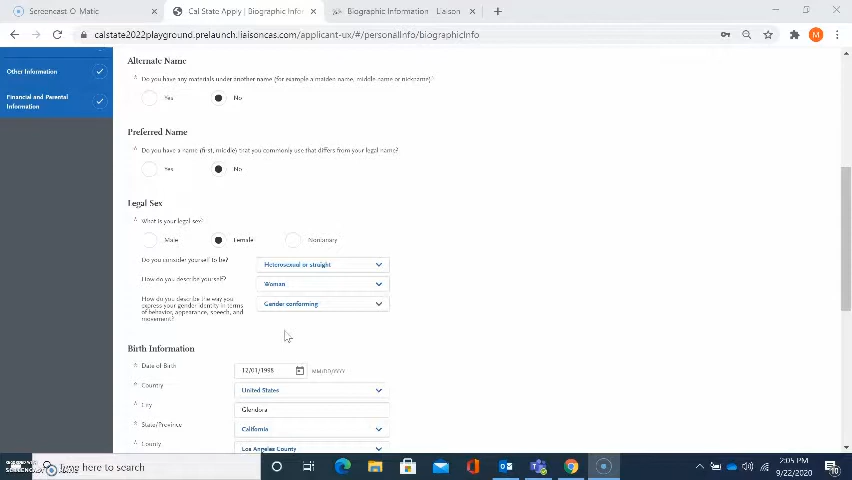 Screencast-O-Matic
Cal State Apply | Biographic Infor
Biographic Information - Liaison
calstate2022playground.prelaunch.liaisoncas.com/applicant-ux/#/personalInfo/biographicInfo
M
Other Information
Financial and Parental
Information
Alternate Name
* Do you have any materials under another name (for example a maiden name, middle name or nickname)?
Yes No
Preferred Name
* Do you have a name (first, middle) that you commonly use that differs from your legal name?
Yes No
Legal Sex
* What is your legal sex?
Male Female Nonbinary
Do you consider yourself to be? Heterosexual or straight
How do you describe yourself? Woman
How do you describe the way you Gender conforming
express your gender identity in terms
of behavior, appearance, speech, and
movement?
Birth Information
* Date of Birth 12/01/1998 MM/DD/YYYY
* Country United States
* City Glendora
* State/Province California
* County Los Angeles County
RECORDED WITH
SCREENCAST
Type here to search
2:05 PM
9/22/2020